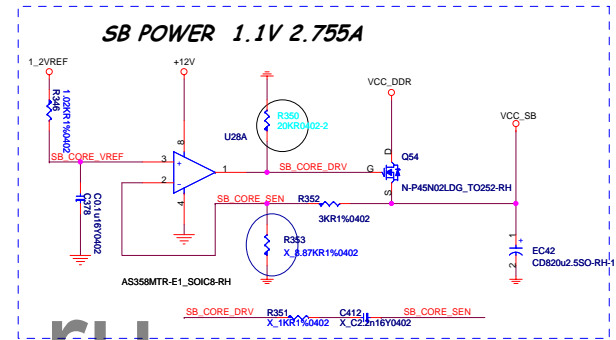 SB POWER 1.1V 2.755A
1_2VREF
+12V
VCC_DDR
VCC_SB
R346
1.02KR1%0402
R350
20KR0402-2
U28A
8
SB_CORE_VREF
3
+
1
SB_CORE_DRV
G
D
Q54
2
-
4
S
N-P45N02LDG_TO252-RH
C378
C0.1u16Y0402
SB_CORE_SEN
R352
3KR1%0402
R353
X_8.87KR1%0402
1
+
EC42
2
CD820u2.5SO-RH-1
AS358MTR-E1_SOIC8-RH
SB_CORE_DRV
R351
C412
SB_CORE_SEN
X_1KR1%0402
X_C2.2n16Y0402